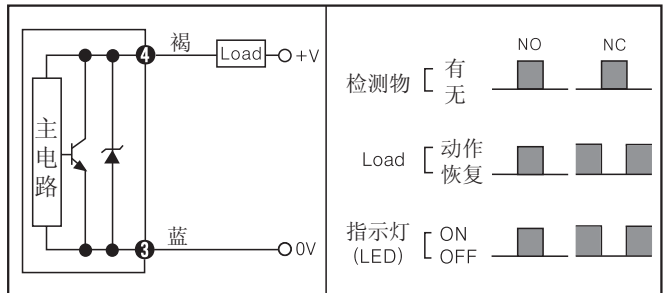 主电路
4 褐 Load +V
3 蓝 0V
NO NC
检测物 [ 有
无
Load [ 动作
恢复
指示灯
(LED) [ ON
OFF